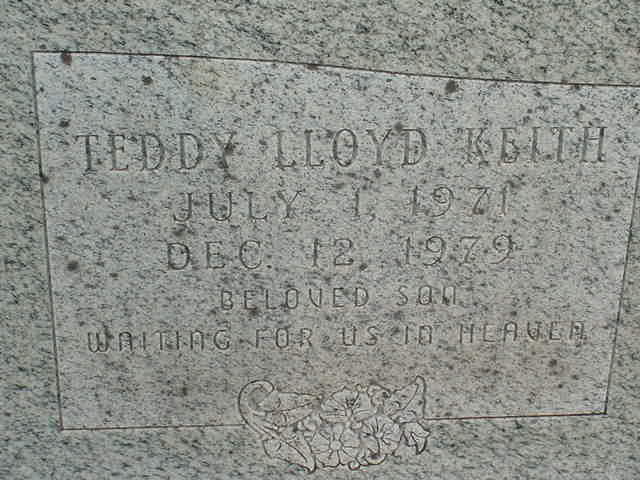 TEDDY LLOYD KEITH
JULY 1, 1971
DEC. 12, 1979
BELOVED SON
WAITING FOR US IN HEAVEN